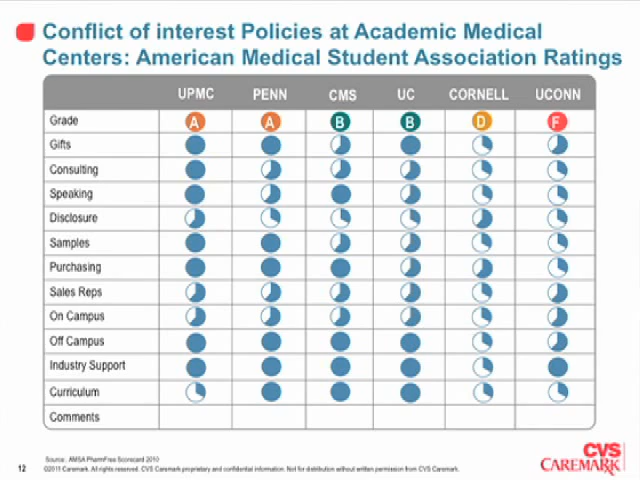 Conflict of interest Policies at Academic Medical
Centers: American Medical Student Association Ratings
UPMC PENN CMS UC CORNELL UCONN
Grade A A B B D F
Gifts
Consulting
Speaking
Disclosure
Samples
Purchasing
Sales Reps
On Campus
Off Campus
Industry Support
Curriculum
Comments
Source: AMSA PharmFree Scorecard 2010
12 ©2011 Caremark. All rights reserved. CVS Caremark proprietary and confidential information. Not for distribution without written permission from CVS Caremark.
CVS
CAREMARK